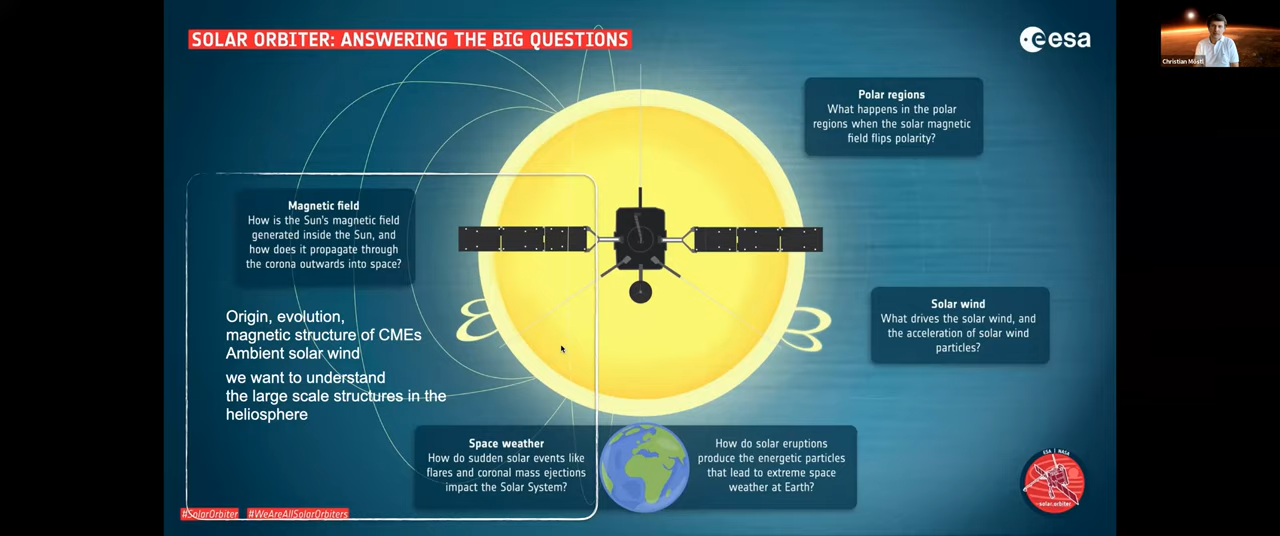 SOLAR ORBITER: ANSWERING THE BIG QUESTIONS
esa
Christian Möstl
Polar regions
What happens in the polar
regions when the solar magnetic
field flips polarity?
Magnetic field
How is the Sun's magnetic field
generated inside the Sun, and
how does it propagate through
the corona outwards into space?
Origin, evolution,
magnetic structure of CMEs
Ambient solar wind
we want to understand
the large scale structures in the
heliosphere
Solar wind
What drives the solar wind, and
the acceleration of solar wind
particles?
Space weather
How do sudden solar events like
flares and coronal mass ejections
impact the Solar System?
How do solar eruptions
produce the energetic particles
that lead to extreme space
weather at Earth?
ESA | NASA
solar orbiter
#SolarOrbiter #WeAreAllSolarOrbiters